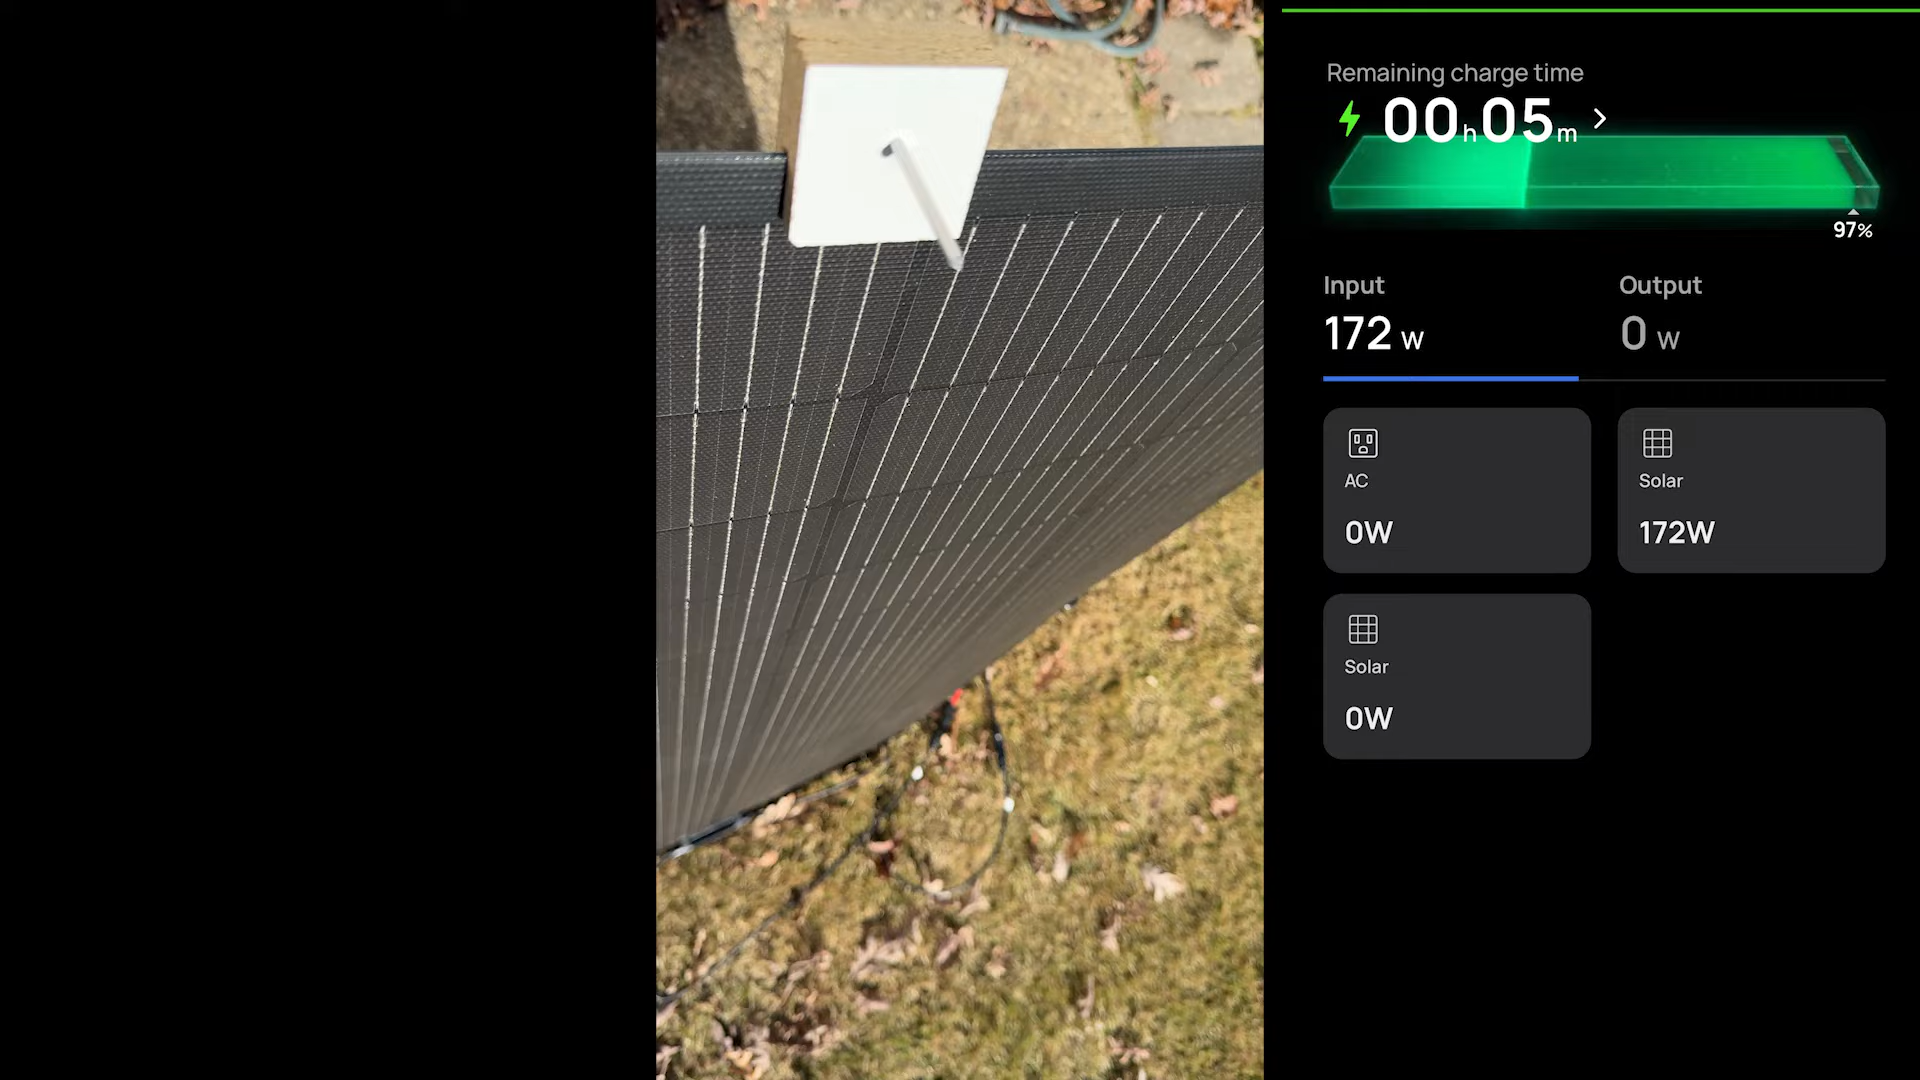 Remaining charge time
00h05m
97%
Input
Output
172 W
0 W
AC
0W
Solar
172W
Solar
0W